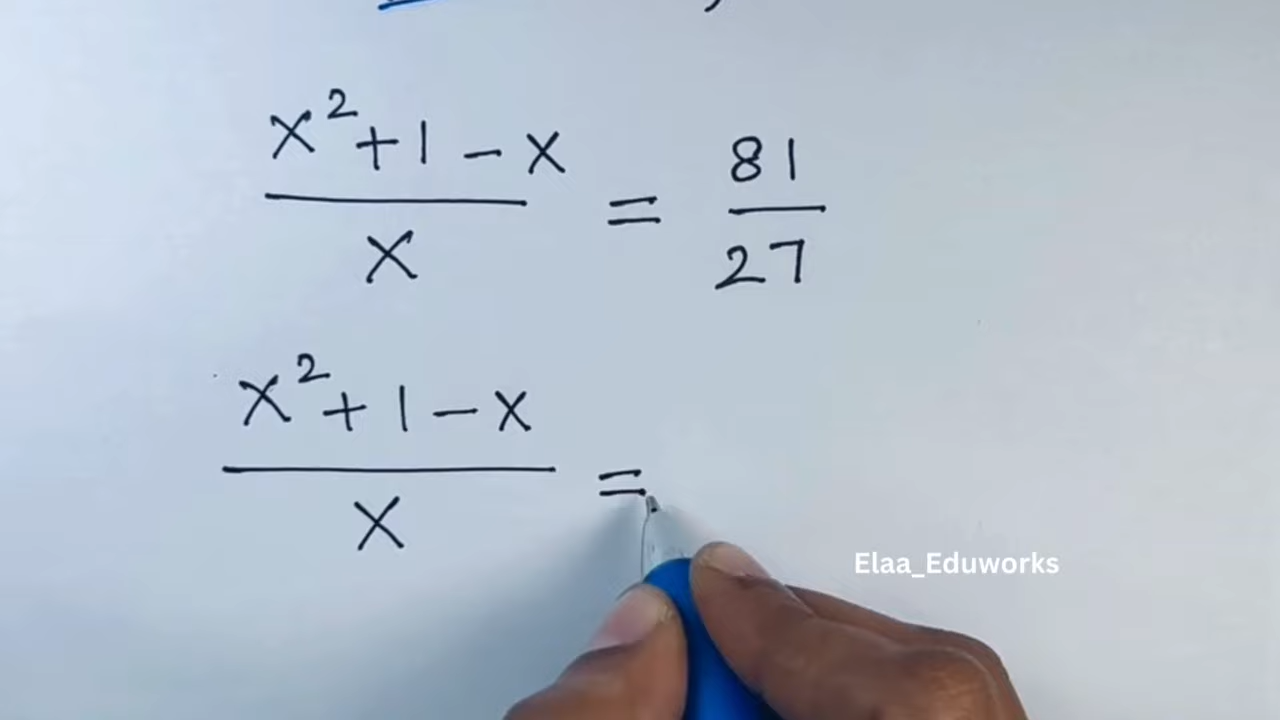 x² + 1 - x / x = 81 / 27
x² + 1 - x / x =
Elaa_Eduworks